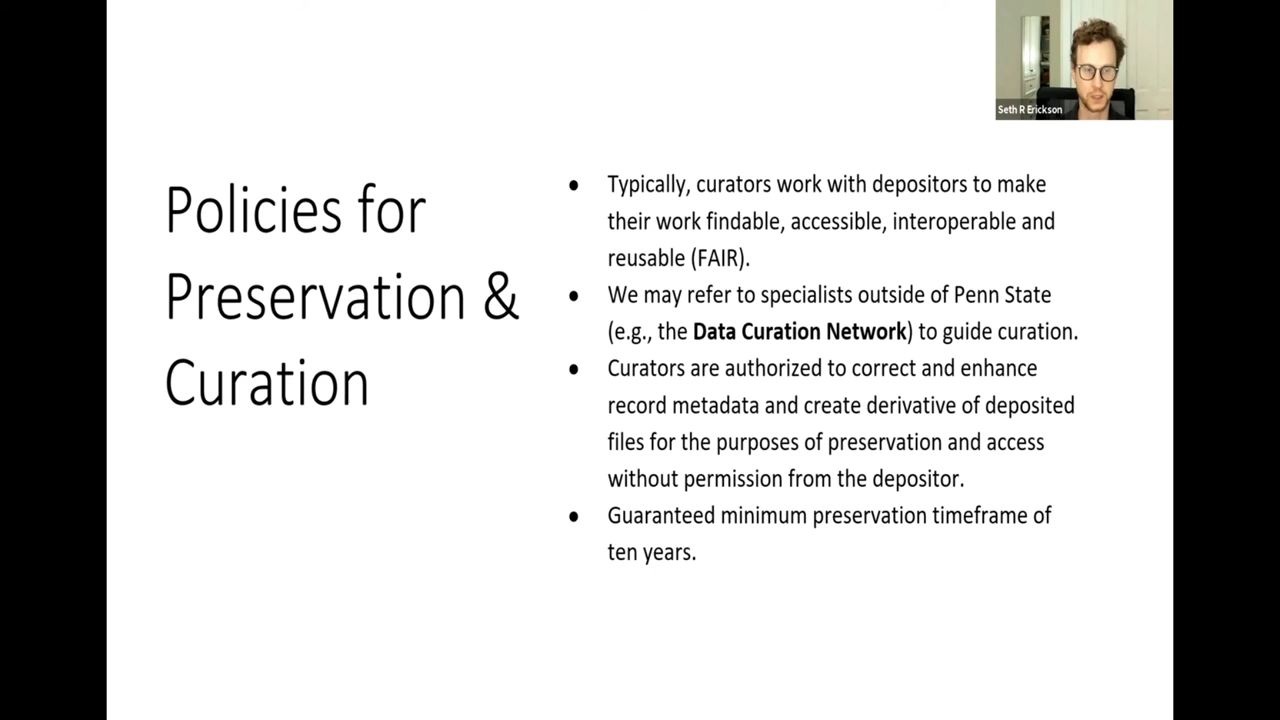 Seth R Erickson
Policies for
Preservation &
Curation
● Typically, curators work with depositors to make
their work findable, accessible, interoperable and
reusable (FAIR).
● We may refer to specialists outside of Penn State
(e.g., the Data Curation Network) to guide curation.
● Curators are authorized to correct and enhance
record metadata and create derivative of deposited
files for the purposes of preservation and access
without permission from the depositor.
● Guaranteed minimum preservation timeframe of
ten years.